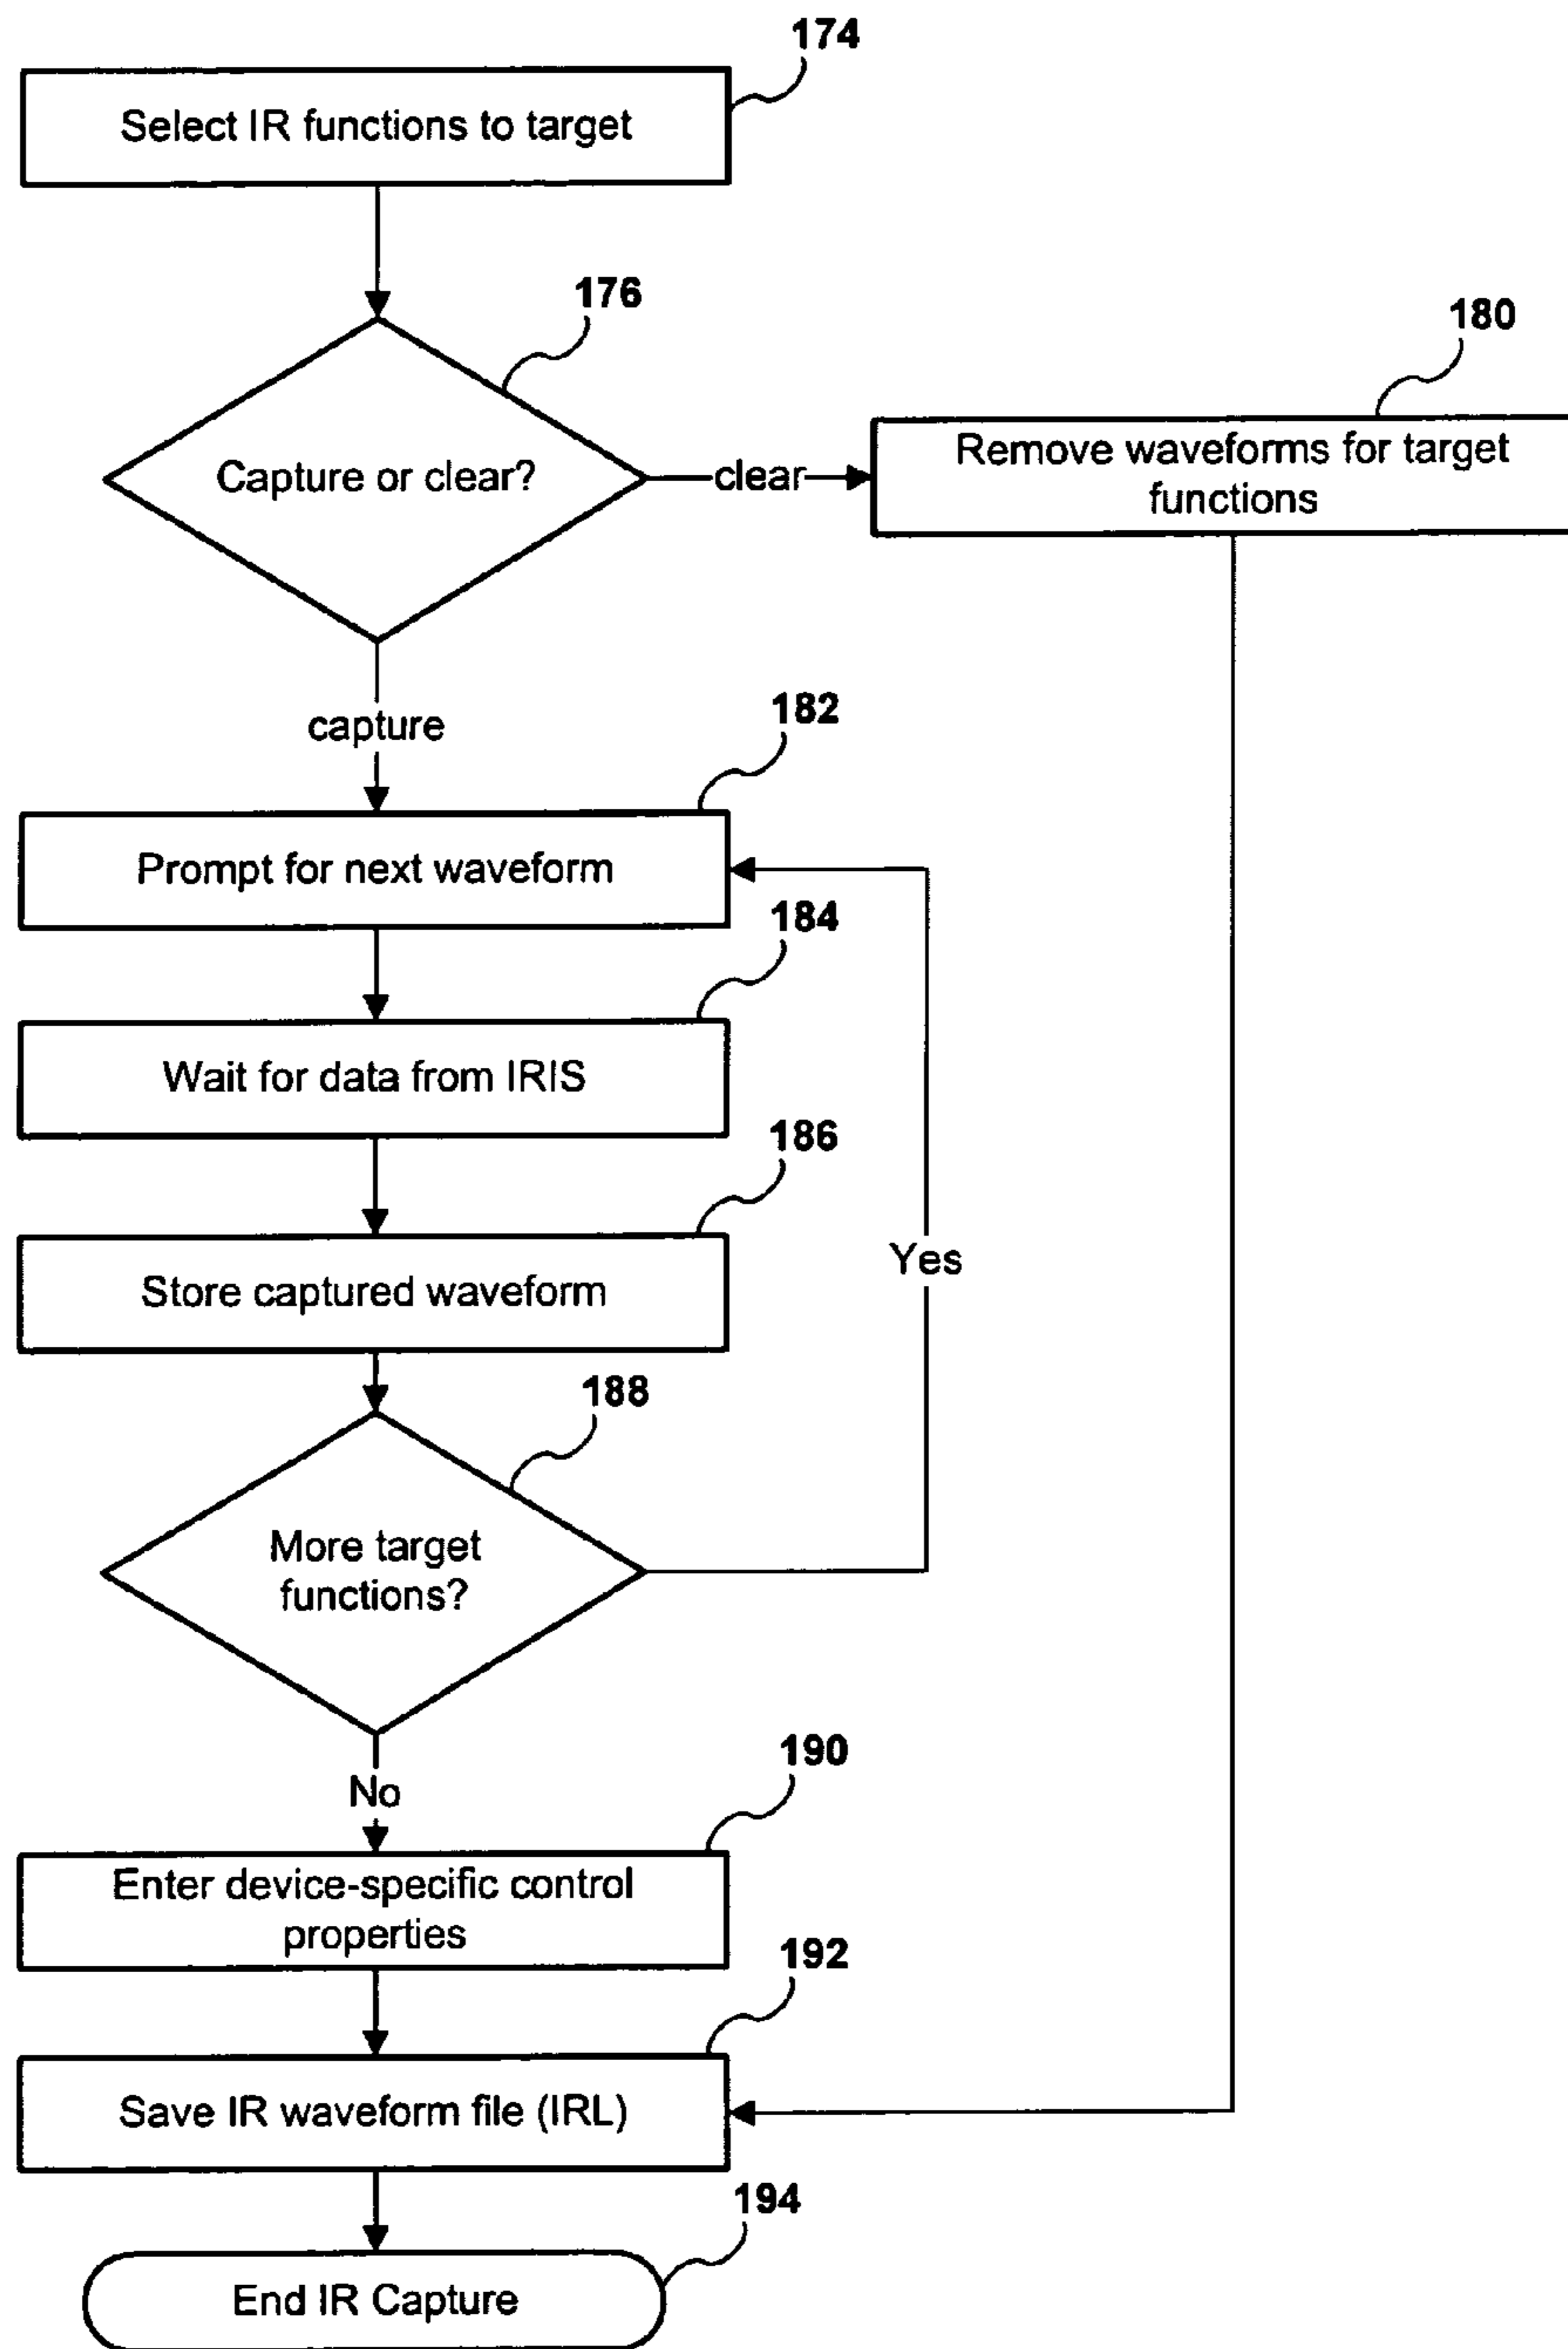 174
Select IR functions to target
176
180
Capture or clear?
clear
Remove waveforms for target
functions
capture
182
Prompt for next waveform
184
Wait for data from IRIS
186
Store captured waveform
Yes
188
More target
functions?
No
190
Enter device-specific control
properties
192
Save IR waveform file (IRL)
194
End IR Capture